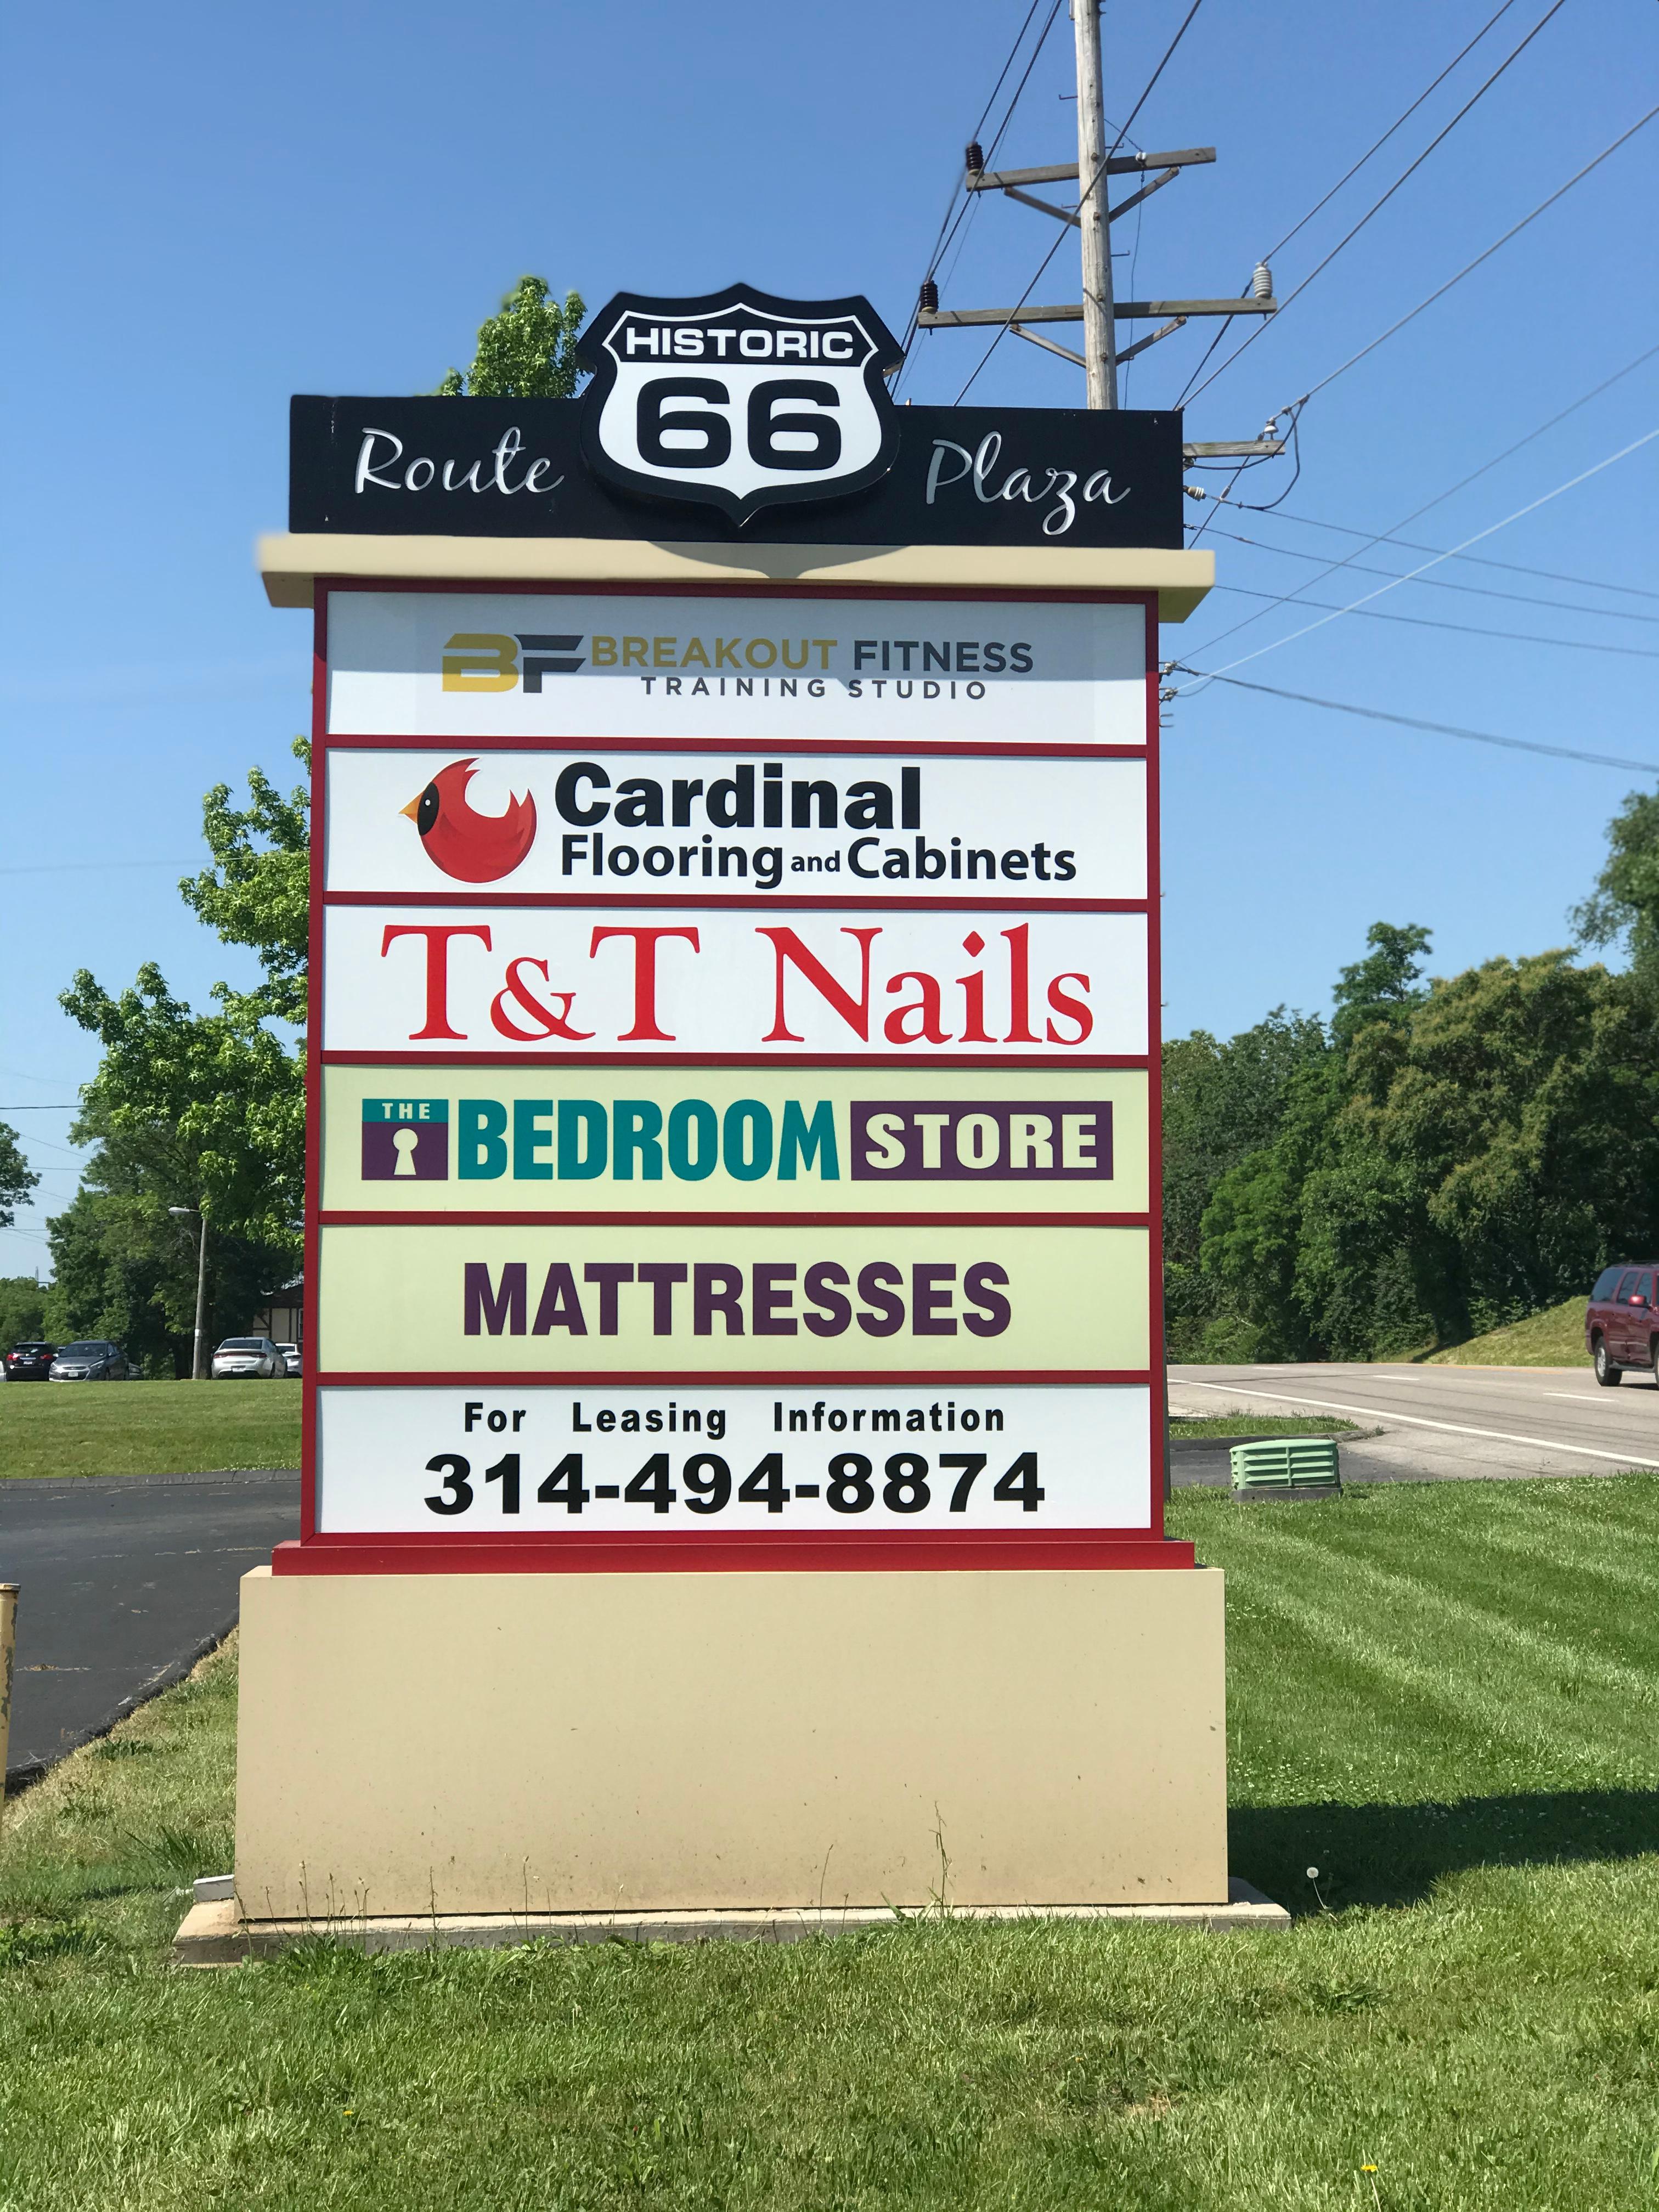 HISTORIC
Route 66 Plaza
BF BREAKOUT FITNESS
TRAINING STUDIO
Cardinal
Flooring and Cabinets
T&T Nails
THE BEDROOM STORE
MATTRESSES
For Leasing Information
314-494-8874